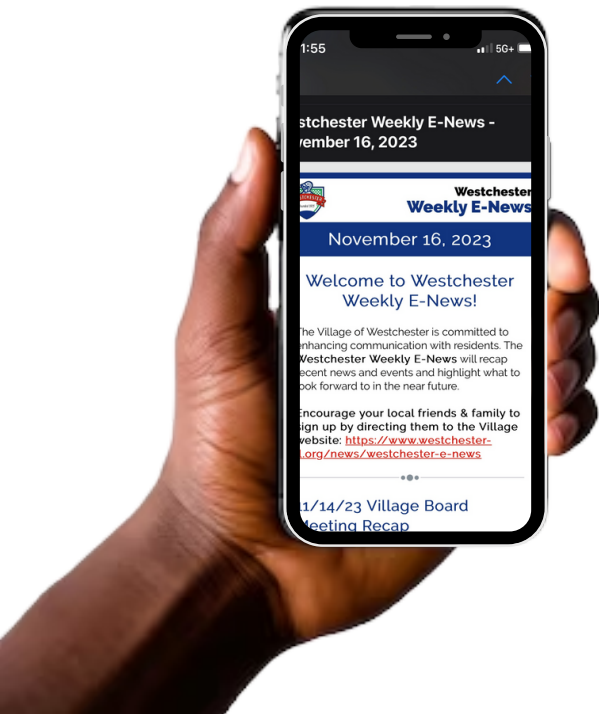 1:55 5G+
stchester Weekly E-News -
vember 16, 2023
Westchester
Weekly E-News
November 16, 2023
Welcome to Westchester
Weekly E-News!
The Village of Westchester is committed to
enhancing communication with residents. The
Westchester Weekly E-News will recap
recent news and events and highlight what to
look forward to in the near future.
Encourage your local friends & family to
sign up by directing them to the Village
website: https://www.westchester-
l.org/news/westchester-e-news
11/14/23 Village Board
Meeting Recap